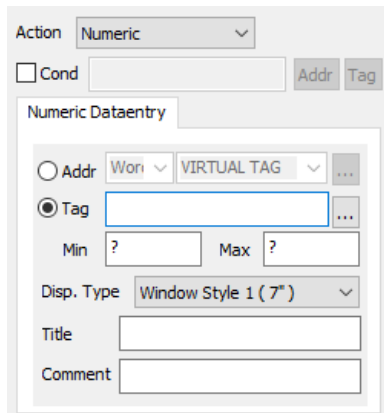 Action Numeric
Cond Addr Tag
Numeric Dataentry
Addr Wor VIRTUAL TAG ...
Tag ...
Min ? Max ?
Disp. Type Window Style 1 ( 7" )
Title
Comment